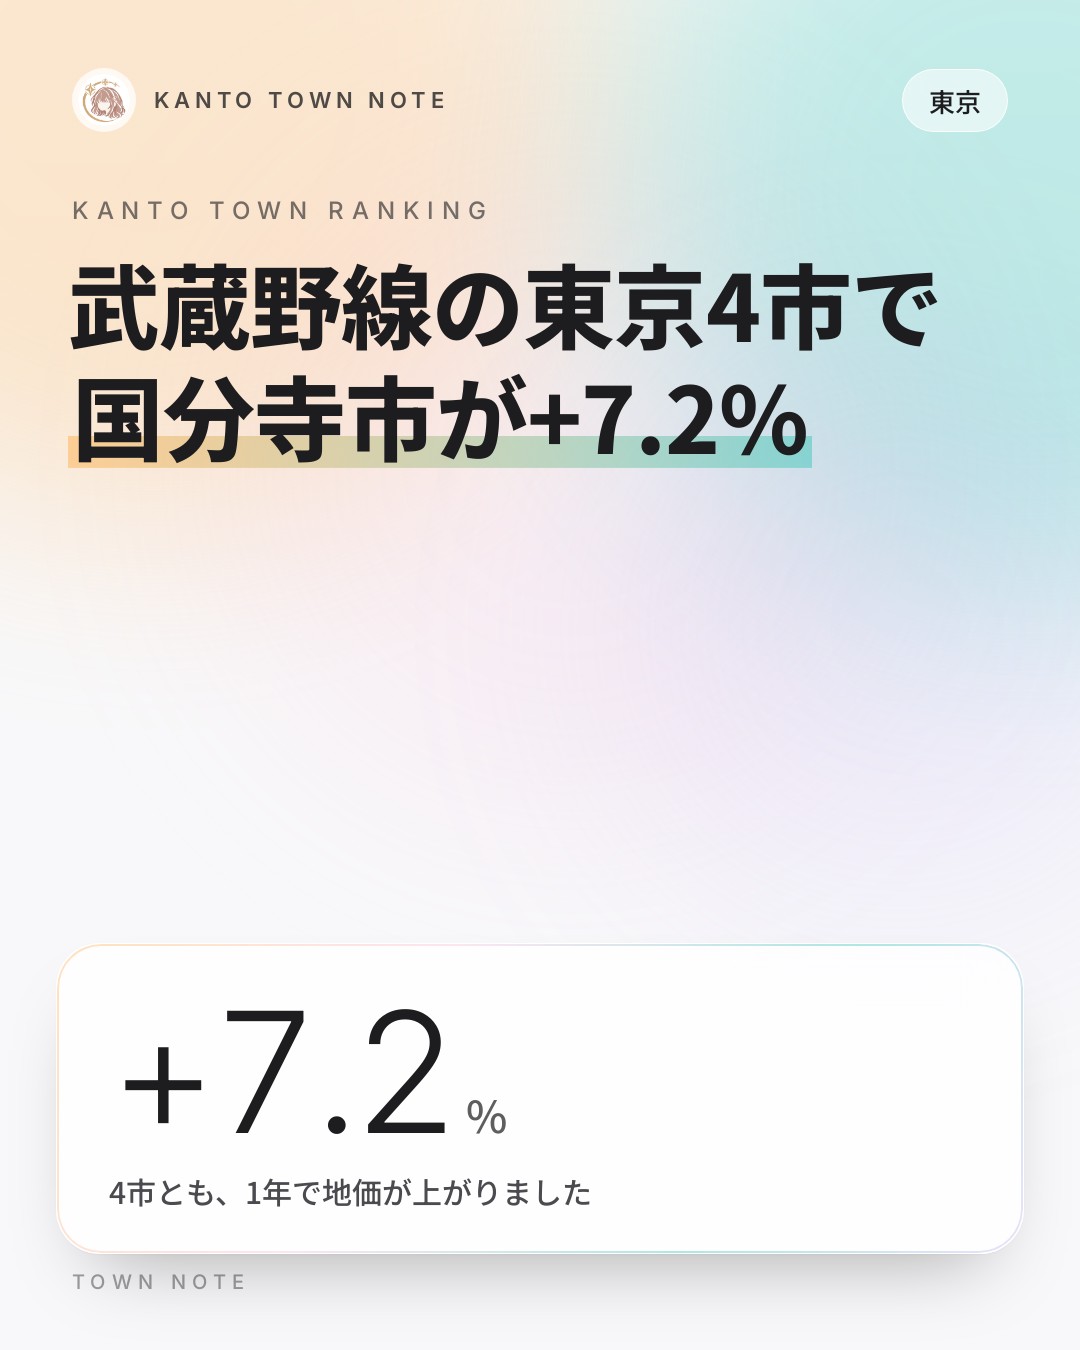 KANTO TOWN NOTE
東京
KANTO TOWN RANKING
武蔵野線の東京4市で
国分寺市が+7.2%
+7.2%
4市とも、1年で地価が上がりました
TOWN NOTE